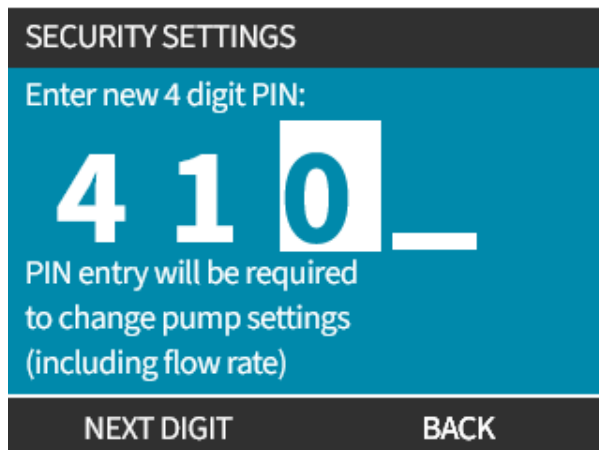 SECURITY SETTINGS
Enter new 4 digit PIN:
4 1 0 _
PIN entry will be required
to change pump settings
(including flow rate)
NEXT DIGIT BACK